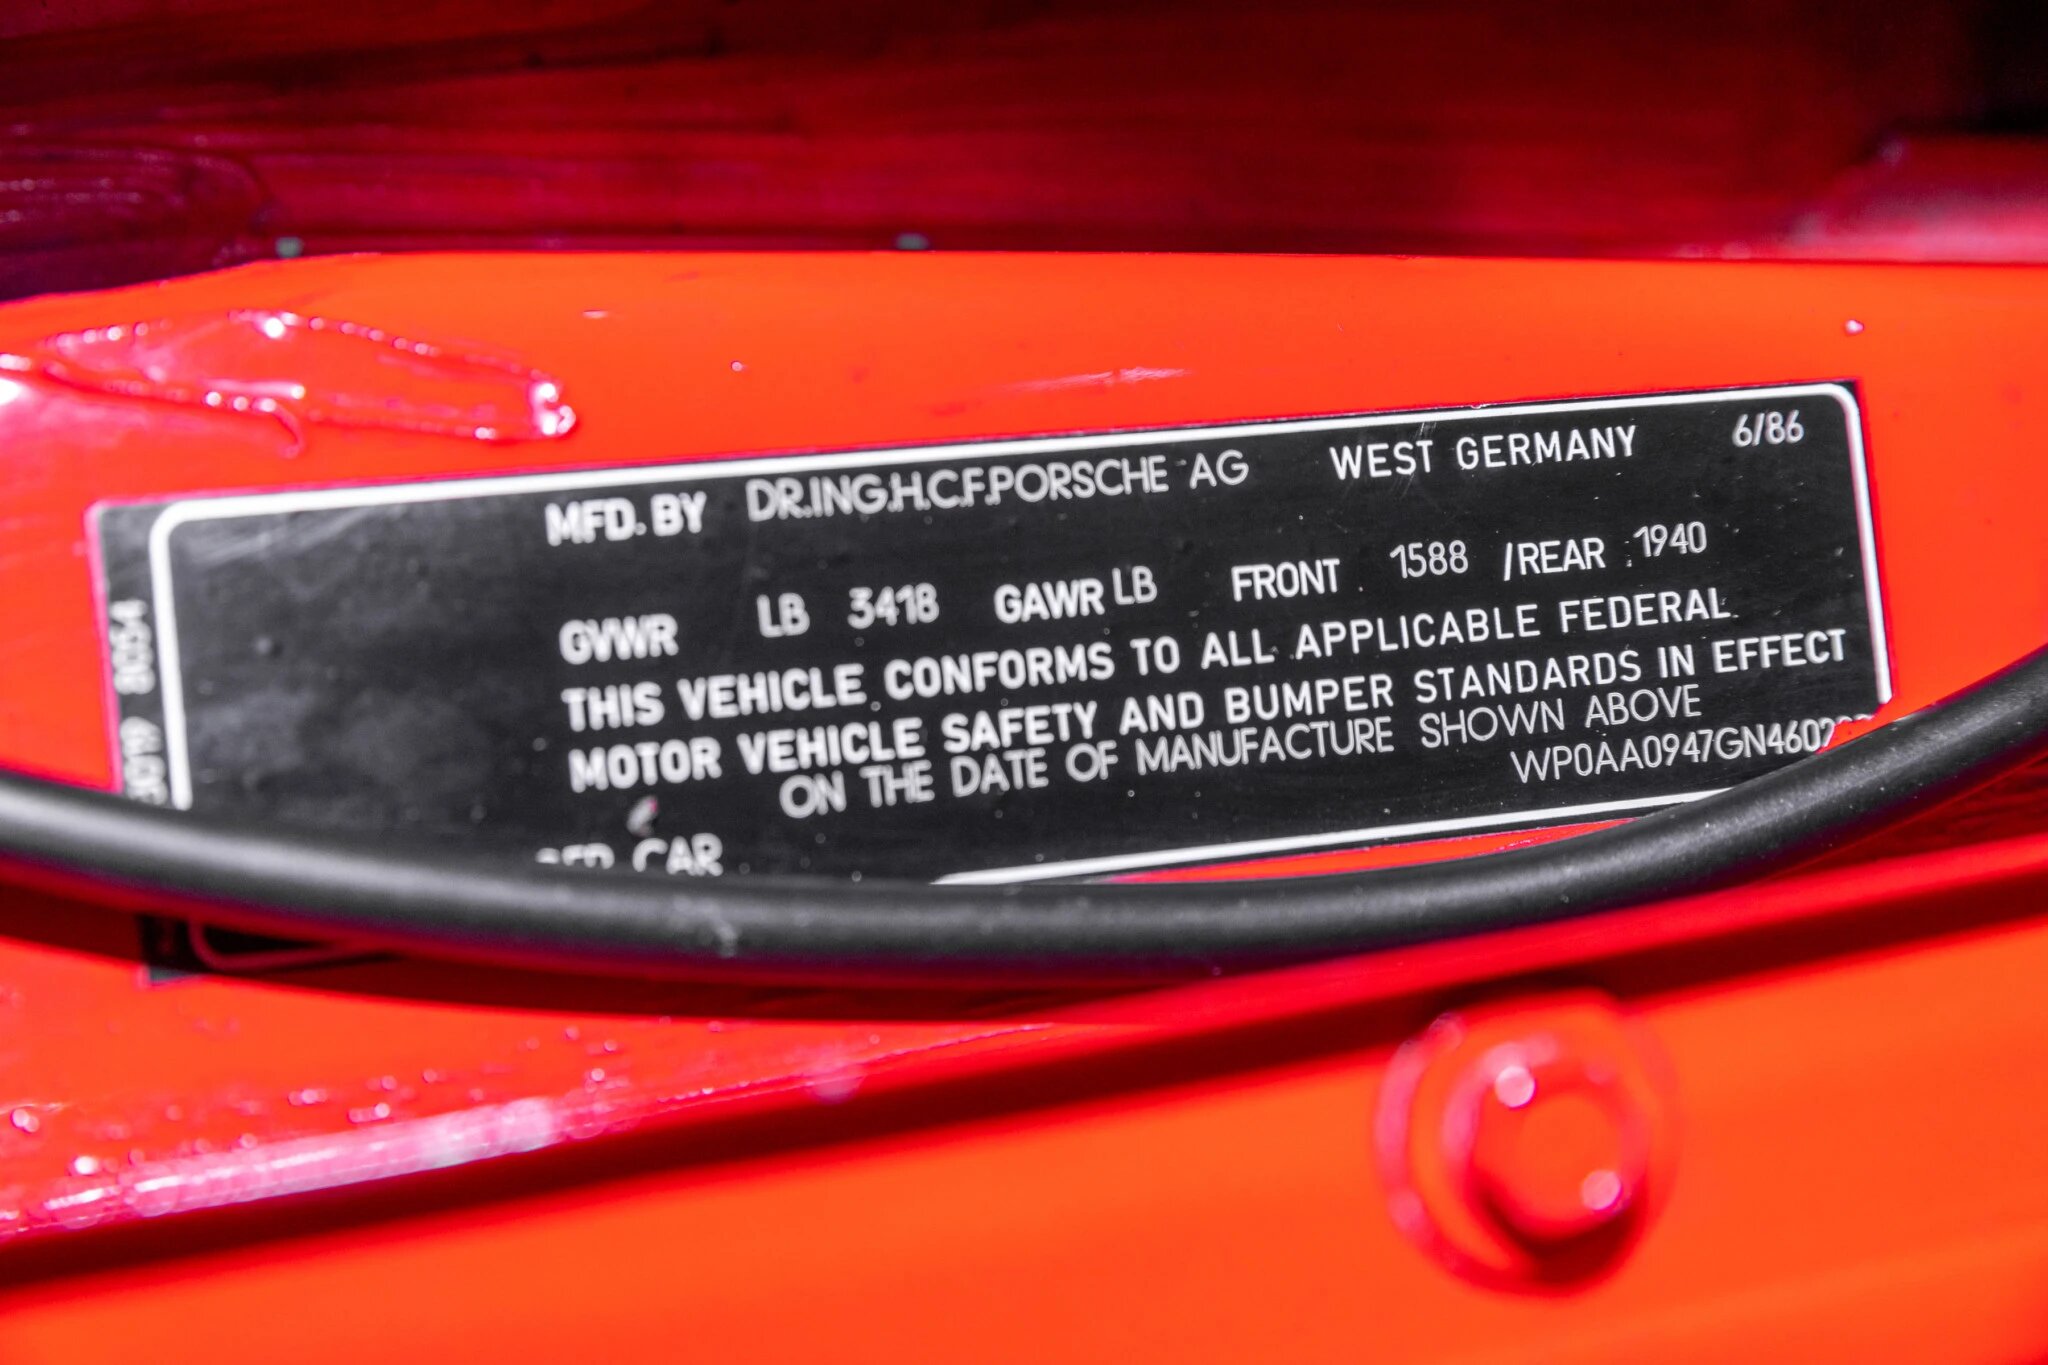 MFD. BY DR.ING.H.C.F.PORSCHE AG WEST GERMANY 6/86
GVWR LB 3418 GAWR LB FRONT 1588 /REAR 1940
THIS VEHICLE CONFORMS TO ALL APPLICABLE FEDERAL
MOTOR VEHICLE SAFETY AND BUMPER STANDARDS IN EFFECT
ON THE DATE OF MANUFACTURE SHOWN ABOVE
CAR